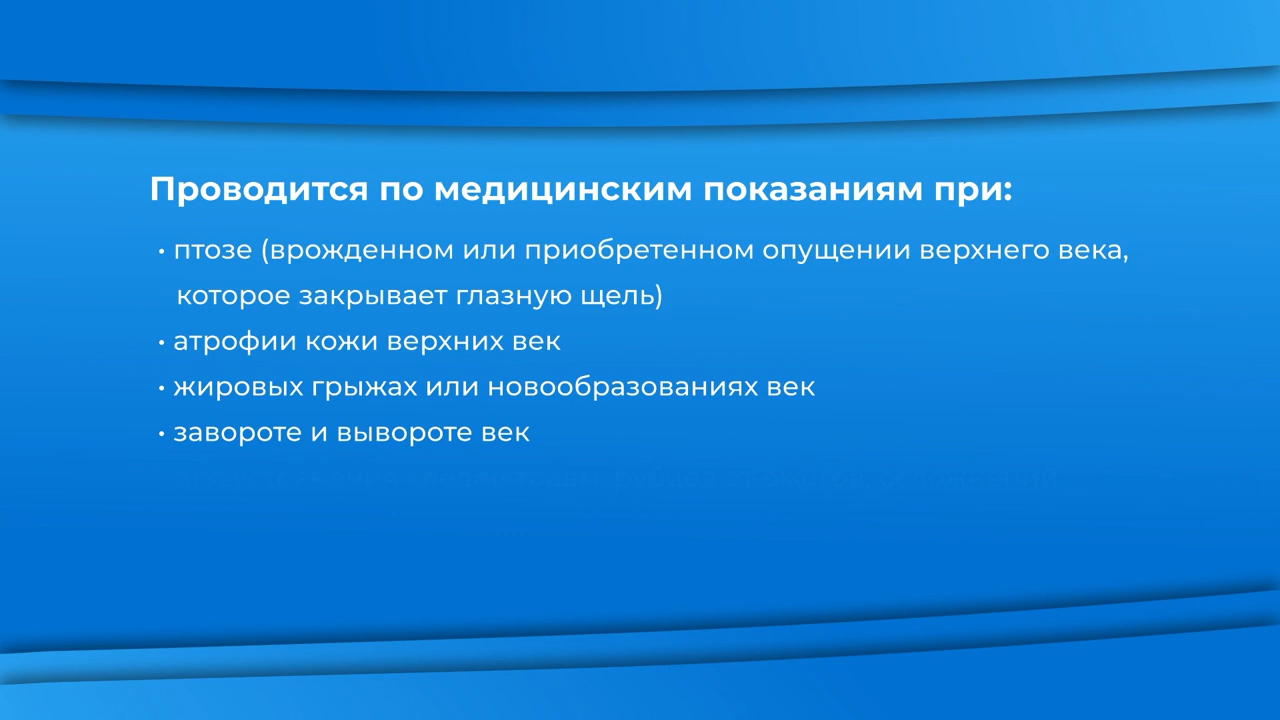 Проводится по медицинским показаниям при:
• птозе (врожденном или приобретенном опущении верхнего века,
которое закрывает глазную щель)
• атрофии кожи верхних век
• жировых грыжах или новообразованиях век
• завороте и вывороте век